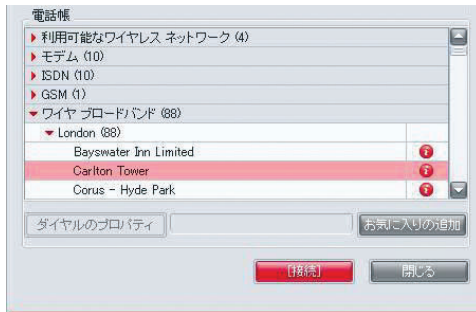 電話帳
利用可能なワイヤレス ネットワーク (4)
モデム (10)
ISDN (10)
GSM (1)
ワイヤ ブロードバンド (88)
London (88)
Bayswater Inn Limited
Carlton Tower
Corus - Hyde Park
ダイヤルのプロパティ お気に入りの追加
[接続] 閉じる